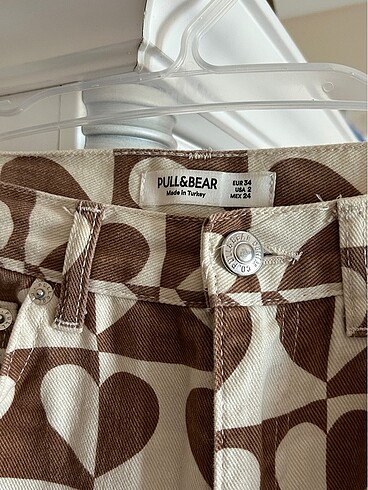 PULL&BEAR
Made in Turkey
EUR 34
USA 2
MEX 24